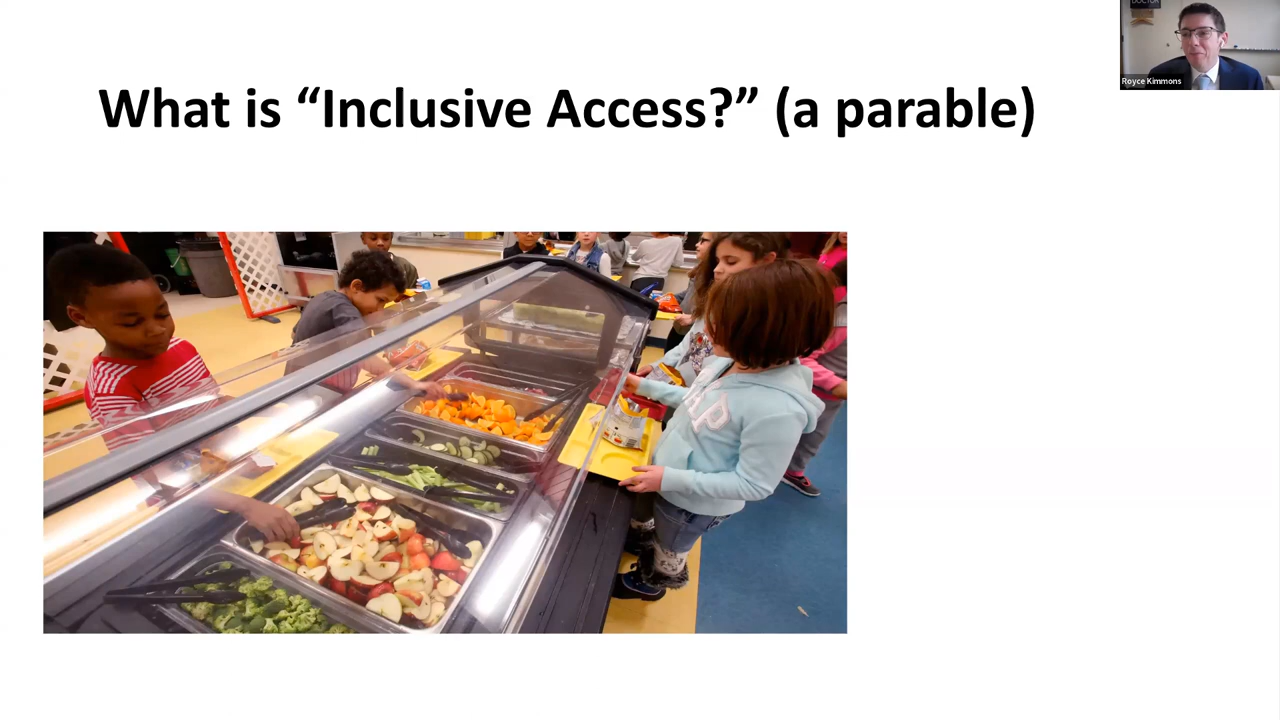 What is “Inclusive Access?” (a parable)
Royce Kimmons